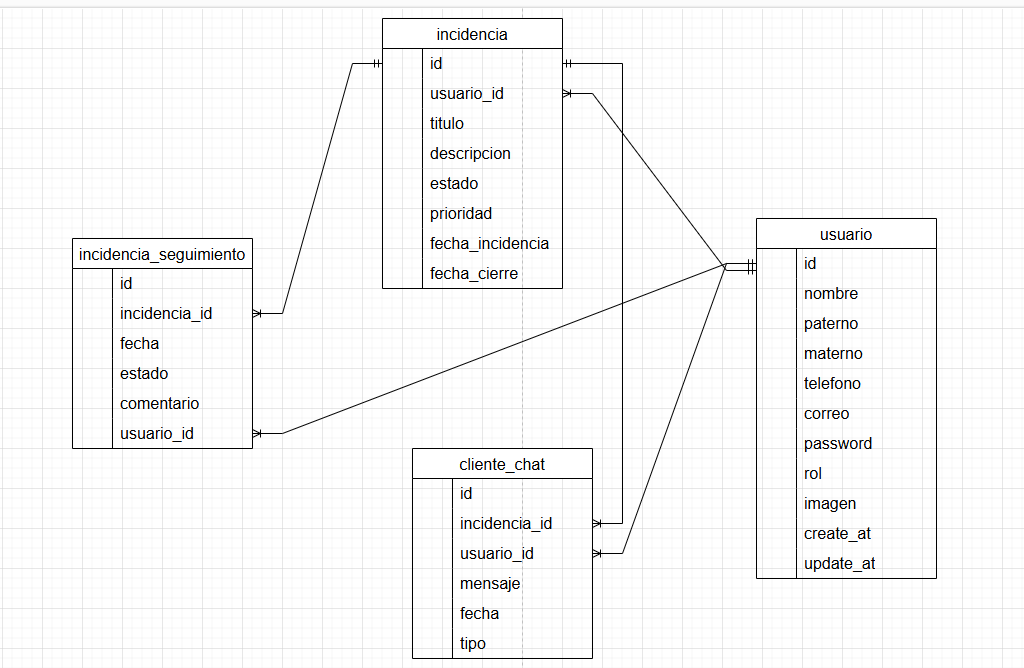 incidencia
id
usuario_id
titulo
descripcion
estado
prioridad
fecha_incidencia
fecha_cierre
incidencia_seguimiento
id
incidencia_id
fecha
estado
comentario
usuario_id
usuario
id
nombre
paterno
materno
telefono
correo
password
rol
imagen
create_at
update_at
cliente_chat
id
incidencia_id
usuario_id
mensaje
fecha
tipo